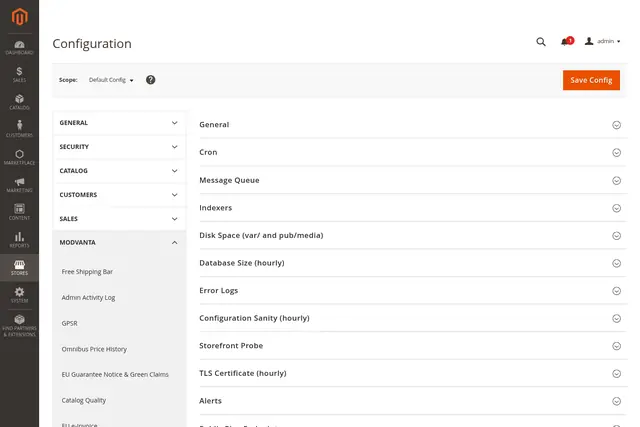 Configuration
1
admin
Scope:
Default Config
?
Save Config
DASHBOARD
SALES
CATALOG
CUSTOMERS
MARKETPLACE
MARKETING
CONTENT
REPORTS
STORES
SYSTEM
FIND PARTNERS
& EXTENSIONS
GENERAL
SECURITY
CATALOG
CUSTOMERS
SALES
MODVANTA
Free Shipping Bar
Admin Activity Log
GPSR
Omnibus Price History
EU Guarantee Notice & Green Claims
Catalog Quality
EU e-Invoice
General
Cron
Message Queue
Indexers
Disk Space (var/ and pub/media)
Database Size (hourly)
Error Logs
Configuration Sanity (hourly)
Storefront Probe
TLS Certificate (hourly)
Alerts